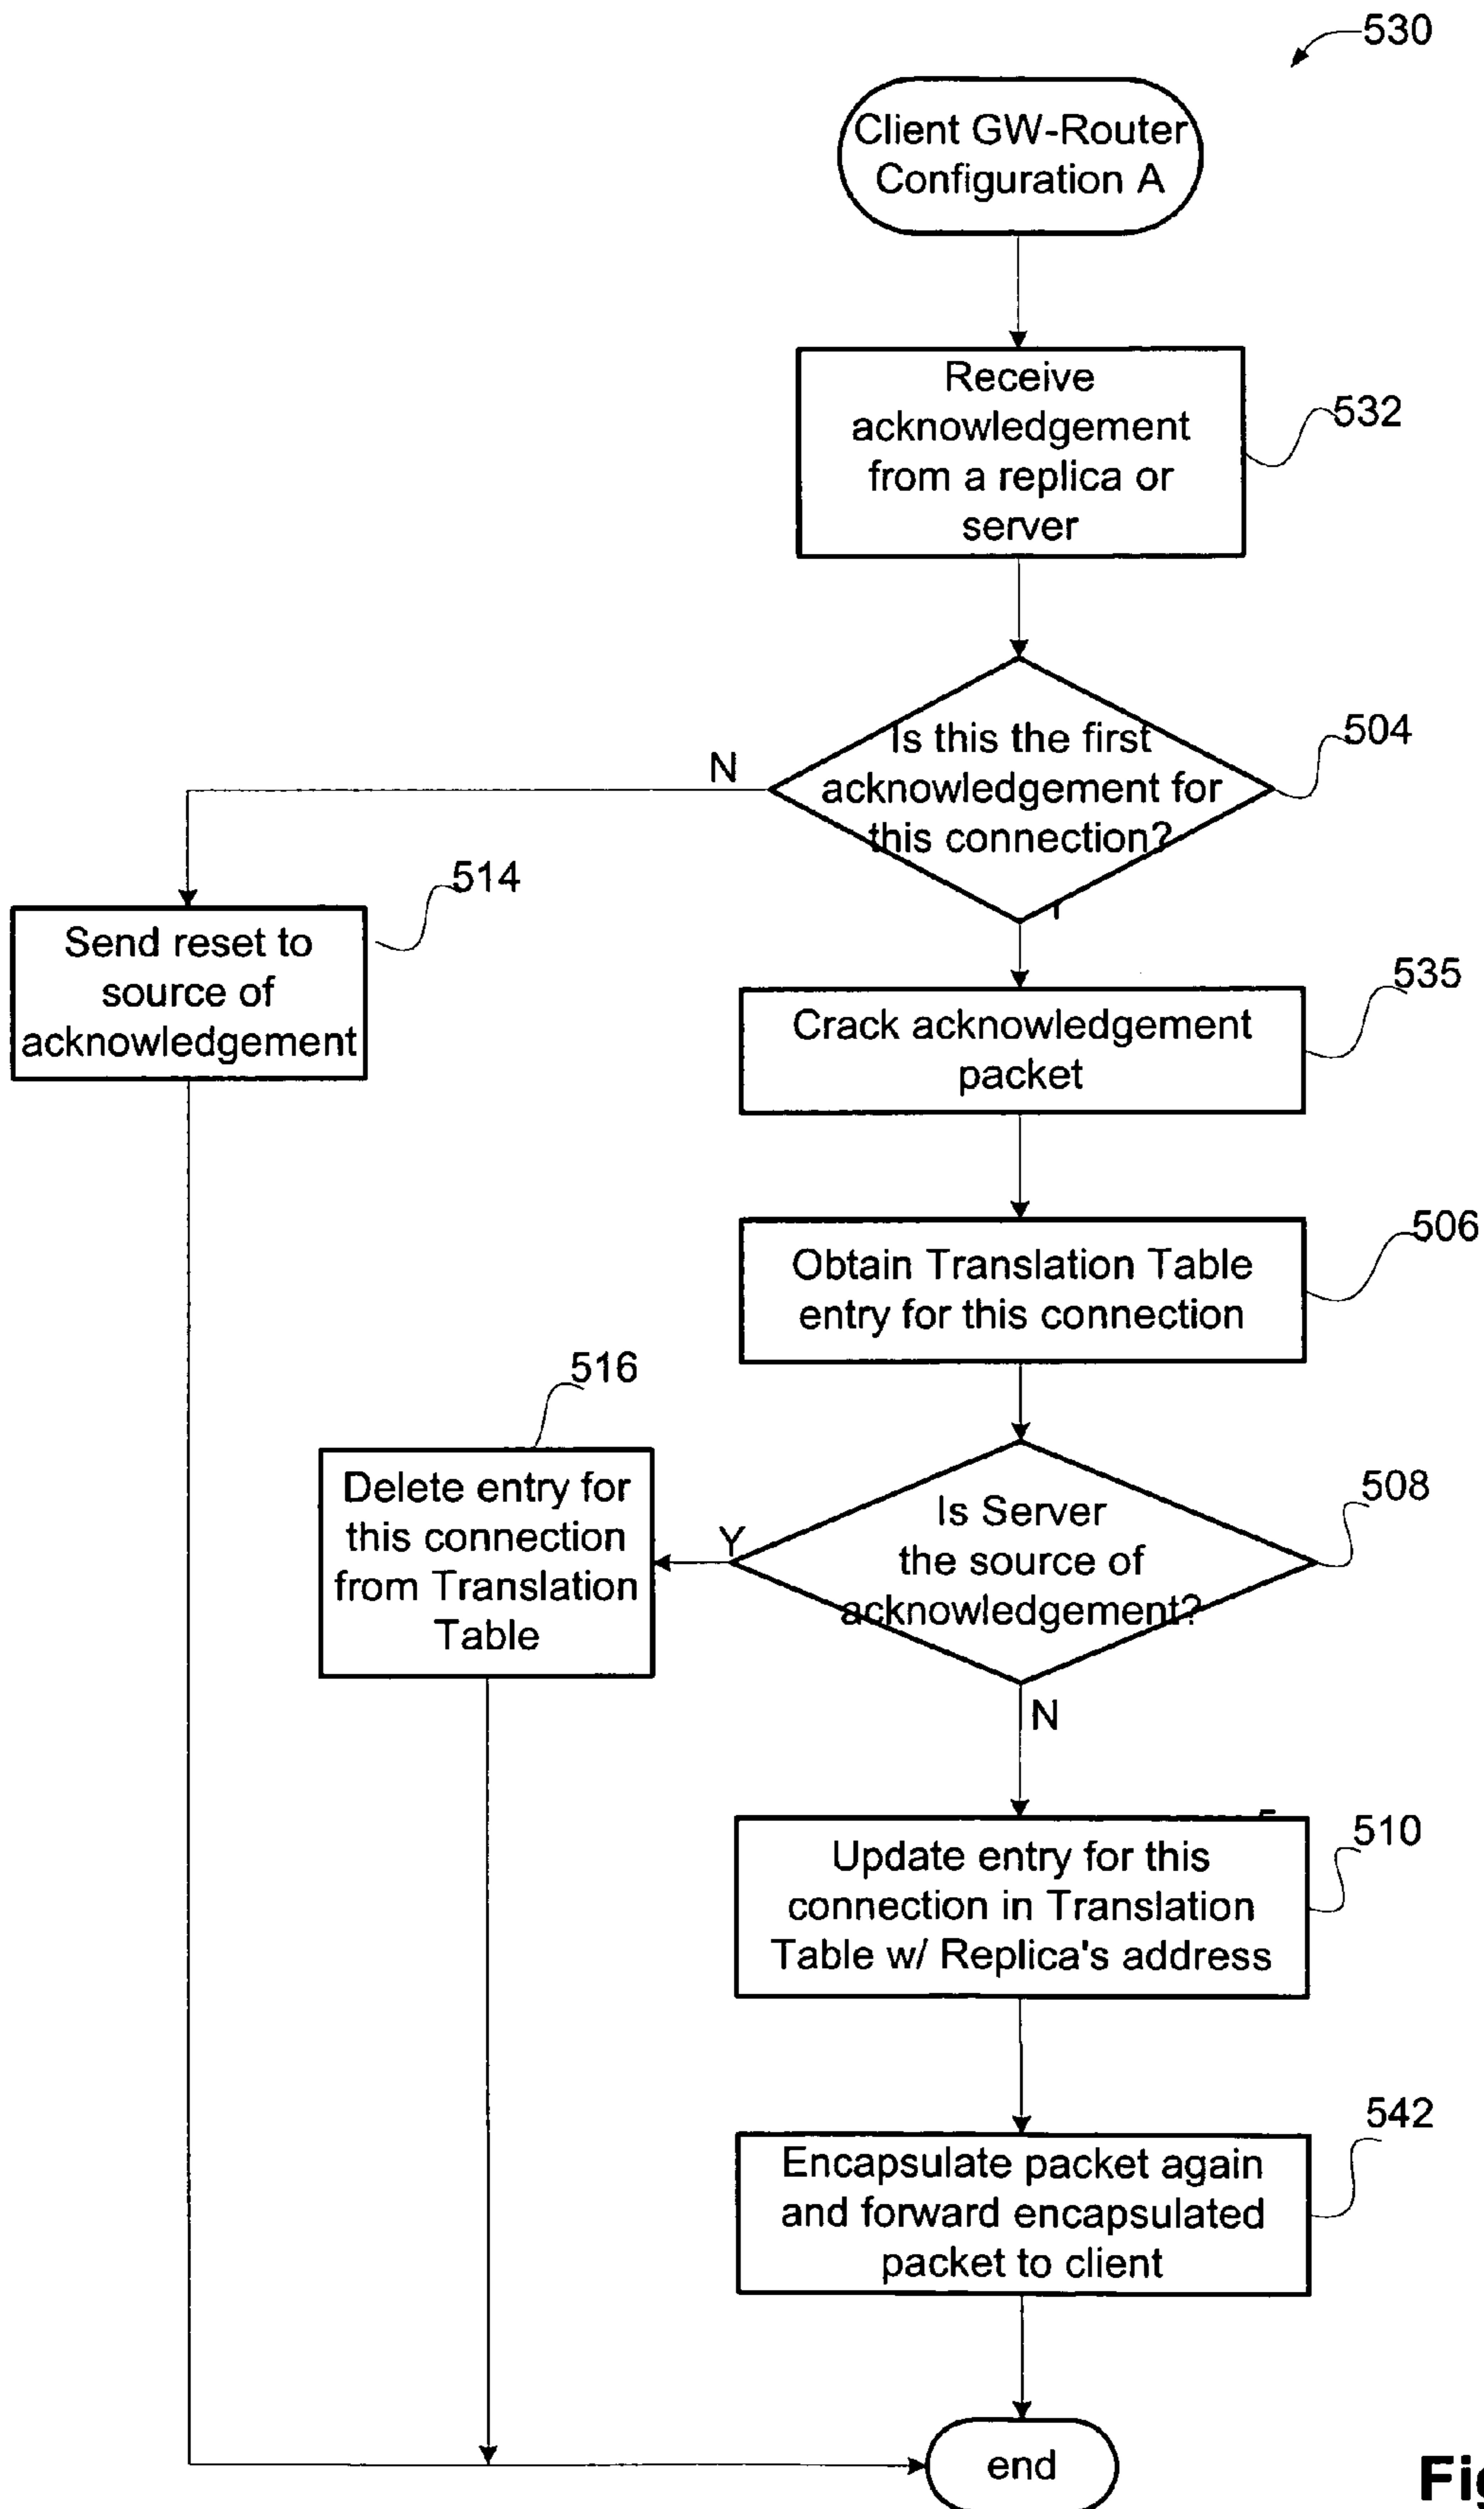 530
Client GW-Router
Configuration A
Receive
acknowledgement
from a replica or
server
532
Is this the first
acknowledgement for
this connection?
504
N
514
Send reset to
source of
acknowledgement
Crack acknowledgement
packet
535
Obtain Translation Table
entry for this connection
506
516
Delete entry for
this connection
from Translation
Table
Y
Is Server
the source of
acknowledgement?
508
N
Update entry for this
connection in Translation
Table w/ Replica's address
510
Encapsulate packet again
and forward encapsulated
packet to client
542
end